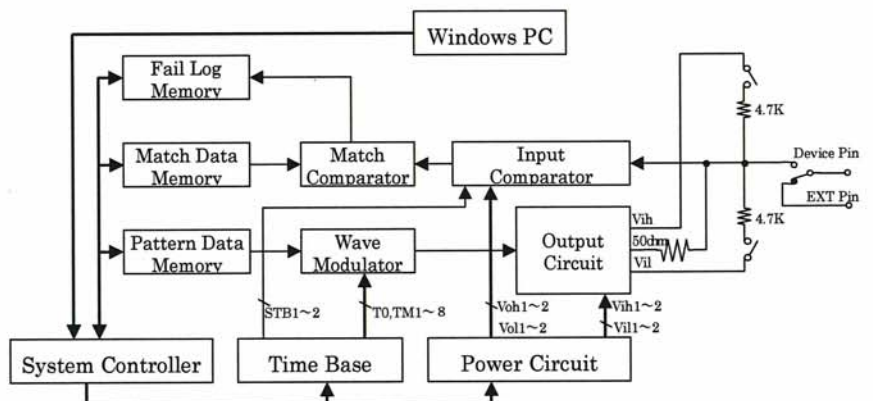 Windows PC
Fail Log
Memory
4.7K
Match Data
Memory
Match
Comparator
Input
Comparator
Device Pin
EXT Pin
4.7K
Pattern Data
Memory
Wave
Modulator
Output
Circuit
Vih
50ohm
Vil
STB1~2
T0,TM1~8
Voh1~2
Vol1~2
Vih1~2
Vil1~2
System Controller
Time Base
Power Circuit